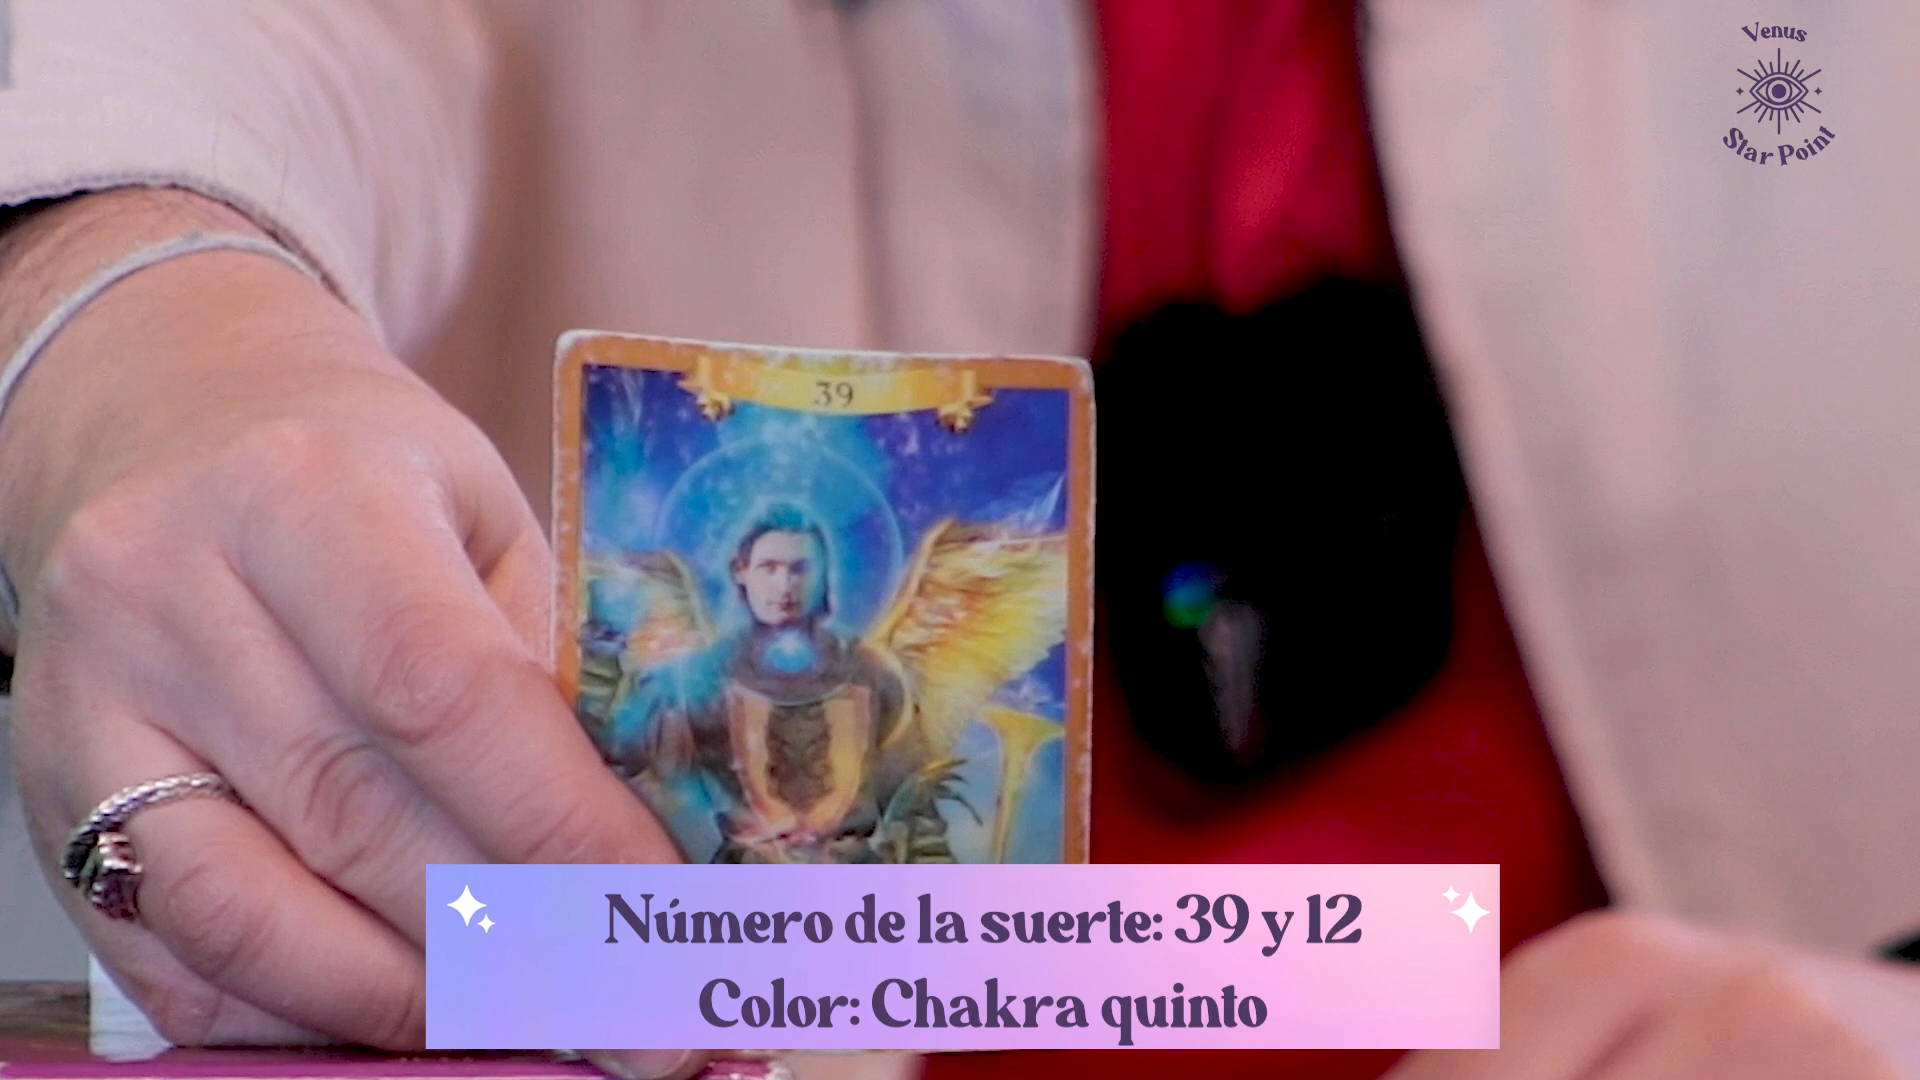 Venus
Star Point
39
Número de la suerte: 39 y 12
Color: Chakra quinto